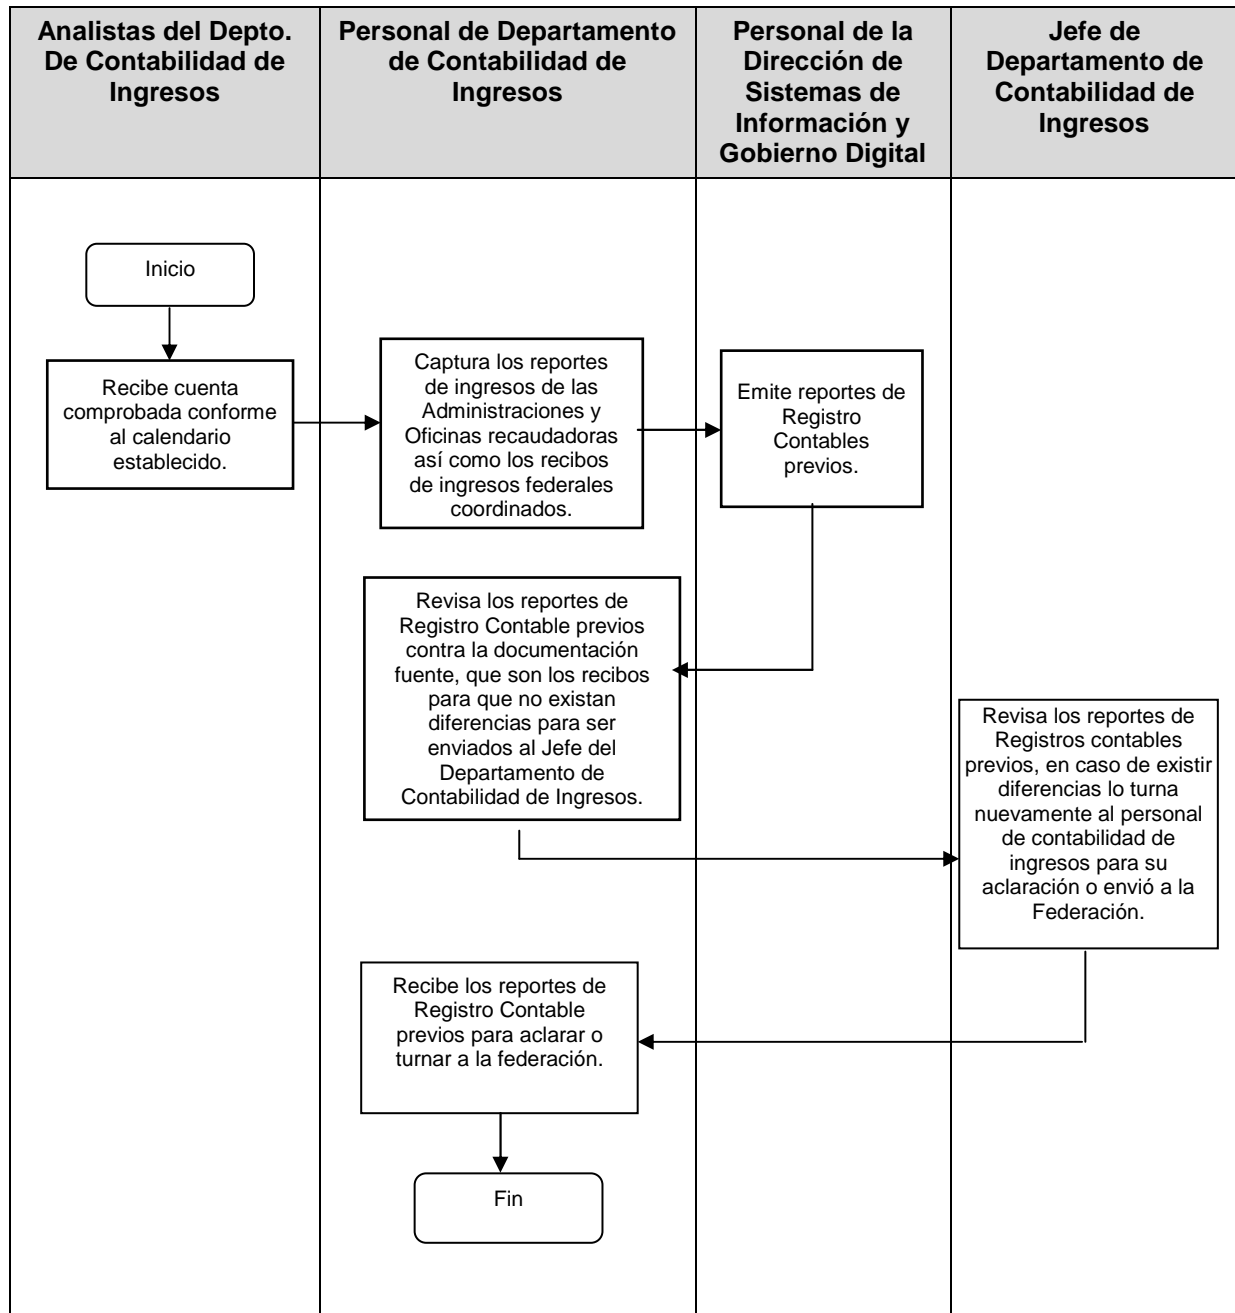 Analistas del Depto.
De Contabilidad de
Ingresos
Personal de Departamento
de Contabilidad de
Ingresos
Personal de la
Dirección de
Sistemas de
Información y
Gobierno Digital
Jefe de
Departamento de
Contabilidad de
Ingresos
Inicio
Recibe cuenta
comprobada conforme
al calendario
establecido.
Captura los reportes
de ingresos de las
Administraciones y
Oficinas recaudadoras
así como los recibos
de ingresos federales
coordinados.
Emite reportes de
Registro
Contables
previos.
Revisa los reportes de
Registro Contable previos
contra la documentación
fuente, que son los recibos
para que no existan
diferencias para ser
enviados al Jefe del
Departamento de
Contabilidad de Ingresos.
Revisa los reportes de
Registros contables
previos, en caso de existir
diferencias lo turna
nuevamente al personal
de contabilidad de
ingresos para su
aclaración o envió a la
Federación.
Recibe los reportes de
Registro Contable
previos para aclarar o
turnar a la federación.
Fin